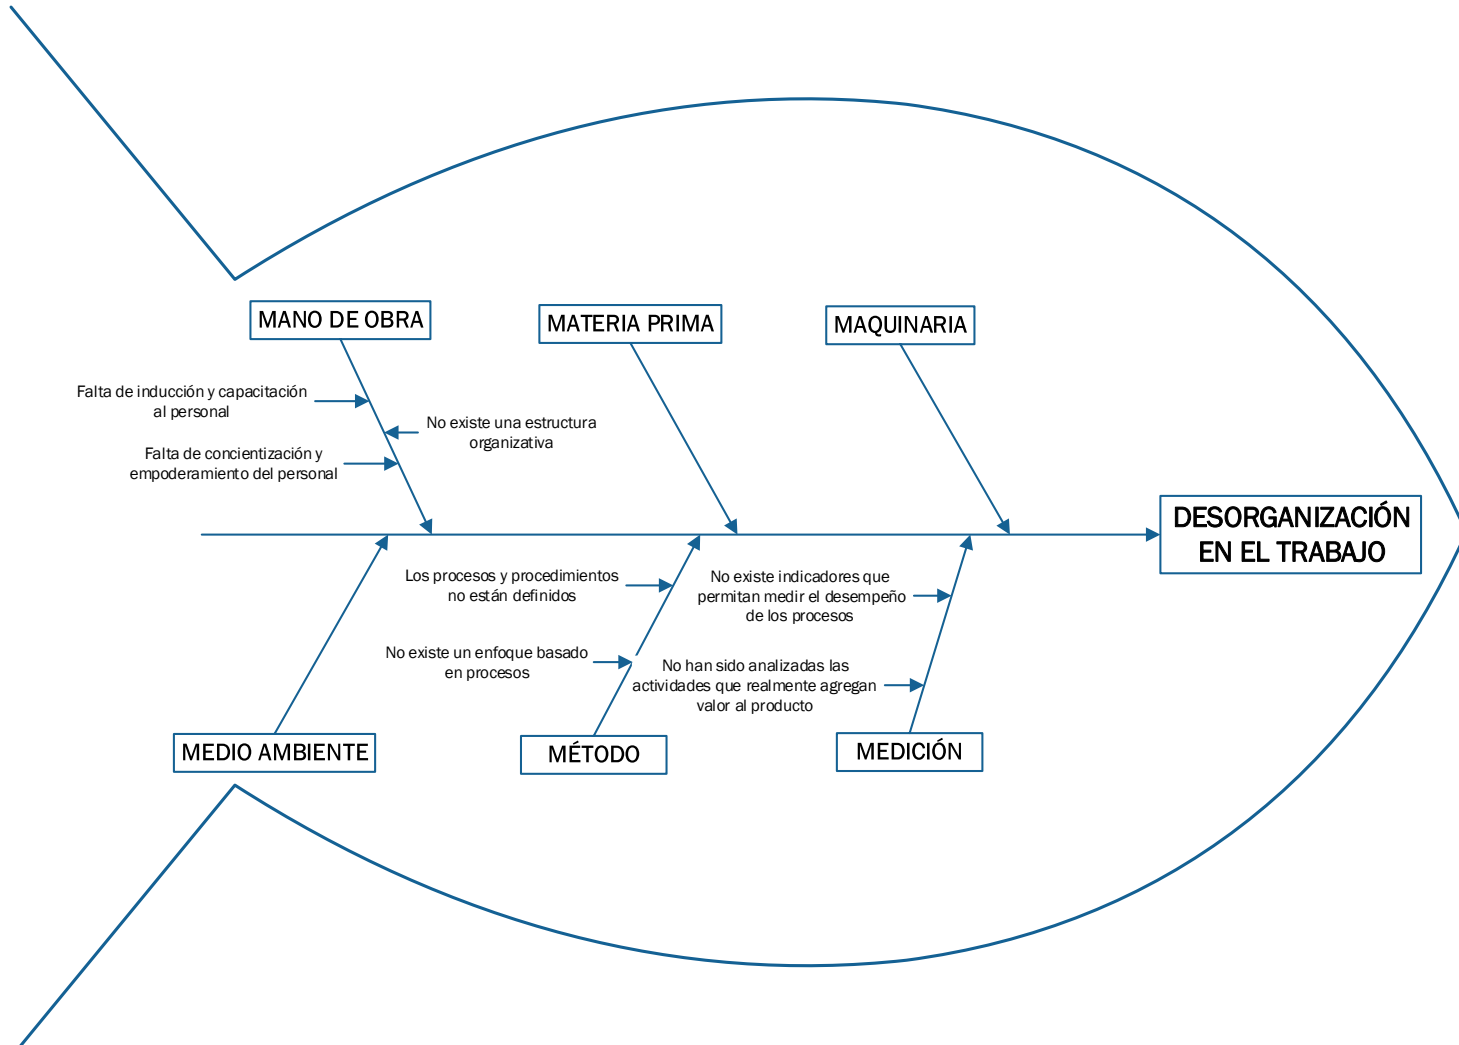 MANO DE OBRA
MATERIA PRIMA
MAQUINARIA
Falta de inducción y capacitación
al personal
No existe una estructura
organizativa
Falta de concientización y
empoderamiento del personal
DESORGANIZACIÓN
EN EL TRABAJO
Los procesos y procedimientos
no están definidos
No existe indicadores que
permitan medir el desempeño
de los procesos
No existe un enfoque basado
en procesos
No han sido analizadas las
actividades que realmente agregan
valor al producto
MEDIO AMBIENTE
MÉTODO
MEDICIÓN